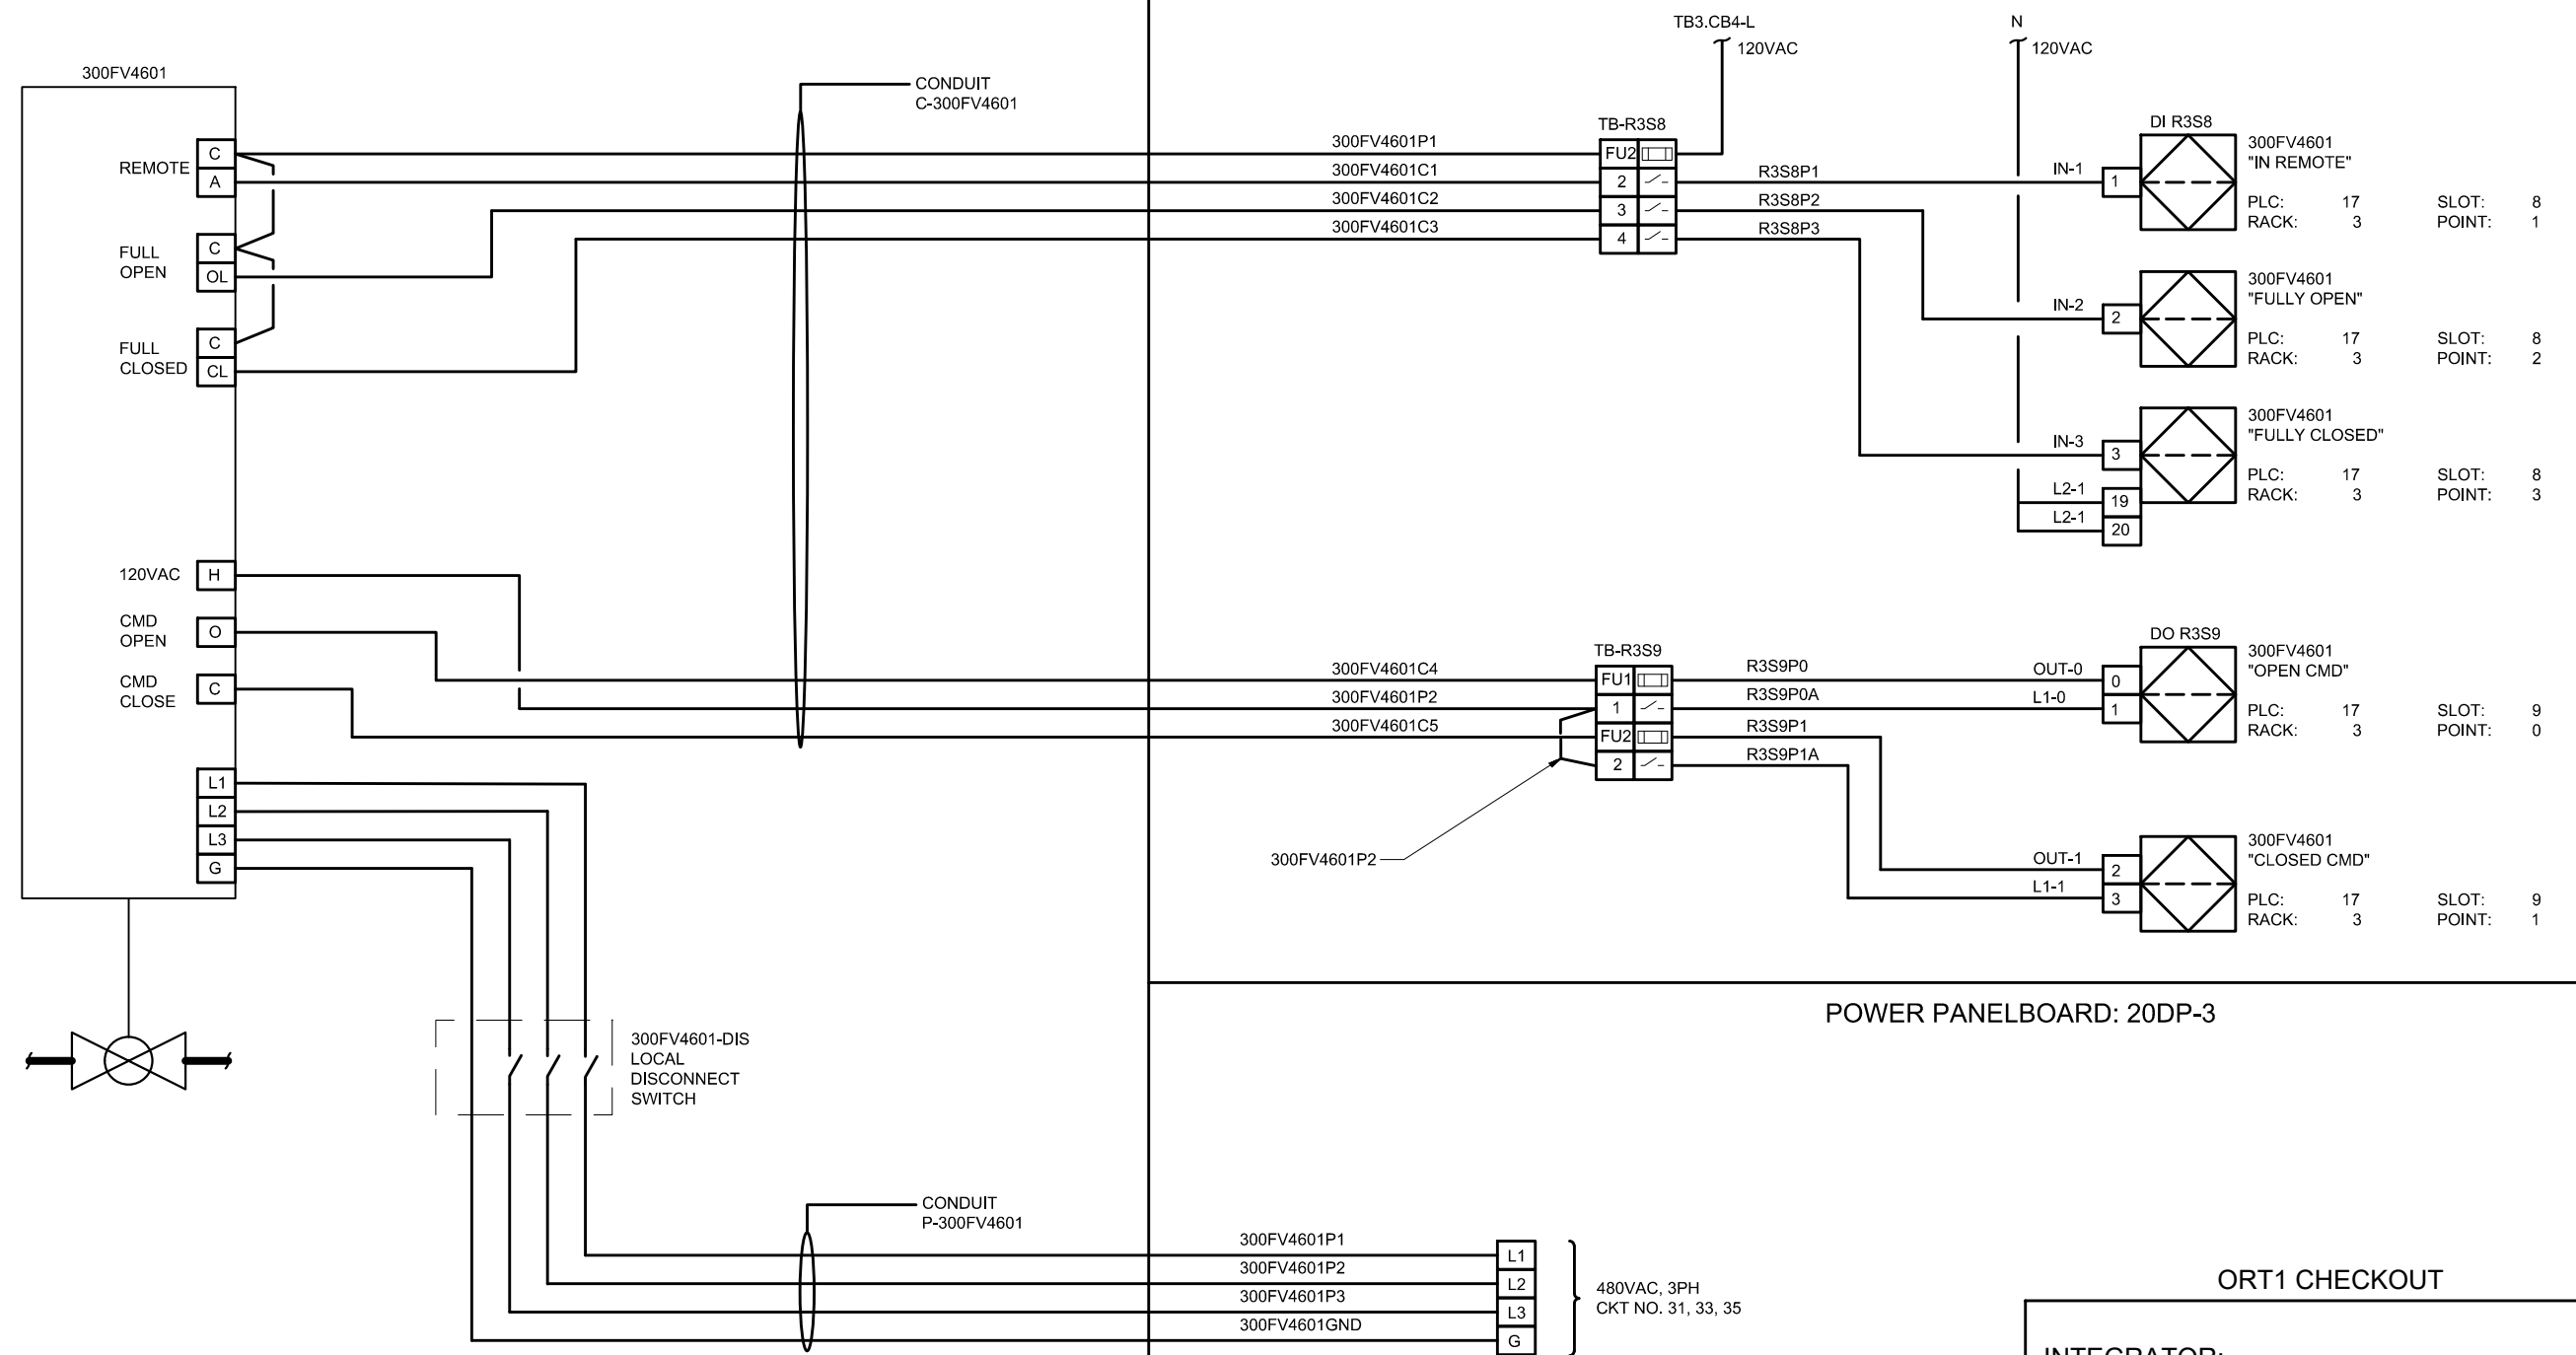 TB3.CB4-L
120VAC
N
120VAC
300FV4601
CONDUIT
C-300FV4601
REMOTE
C
A
FULL
OPEN
C
OL
FULL
CLOSED
C
CL
300FV4601P1
300FV4601C1
300FV4601C2
300FV4601C3
TB-R3S8
FU2
2
3
4
R3S8P1
R3S8P2
R3S8P3
IN-1
1
DI R3S8
300FV4601
"IN REMOTE"
PLC: 17 SLOT: 8
RACK: 3 POINT: 1
IN-2
2
300FV4601
"FULLY OPEN"
PLC: 17 SLOT: 8
RACK: 3 POINT: 2
IN-3
3
L2-1
19
L2-1
20
300FV4601
"FULLY CLOSED"
PLC: 17 SLOT: 8
RACK: 3 POINT: 3
120VAC
H
CMD
OPEN
O
CMD
CLOSE
C
300FV4601C4
300FV4601P2
300FV4601C5
TB-R3S9
FU1
1
FU2
2
R3S9P0
R3S9P0A
R3S9P1
R3S9P1A
300FV4601P2
OUT-0
0
L1-0
1
DO R3S9
300FV4601
"OPEN CMD"
PLC: 17 SLOT: 9
RACK: 3 POINT: 0
OUT-1
2
L1-1
3
300FV4601
"CLOSED CMD"
PLC: 17 SLOT: 9
RACK: 3 POINT: 1
L1
L2
L3
G
POWER PANELBOARD: 20DP-3
300FV4601-DIS
LOCAL
DISCONNECT
SWITCH
CONDUIT
P-300FV4601
300FV4601P1
300FV4601P2
300FV4601P3
300FV4601GND
L1
L2
L3
G
480VAC, 3PH
CKT NO. 31, 33, 35
ORT1 CHECKOUT
INTEGRATOR: